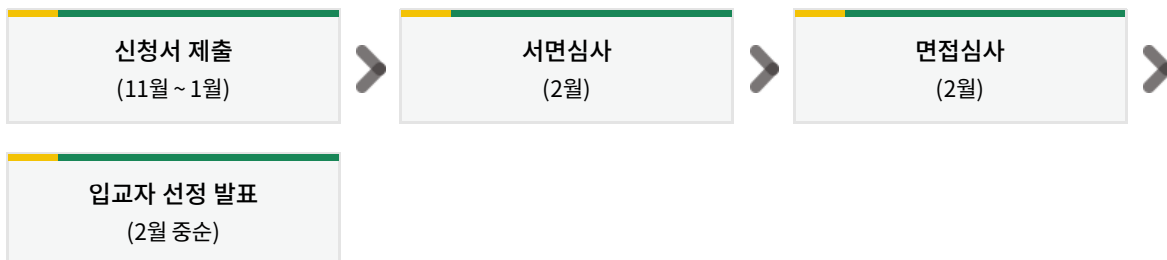 신청서 제출
(11월 ~ 1월)
서면심사
(2월)
면접심사
(2월)
입교자 선정 발표
(2월 중순)